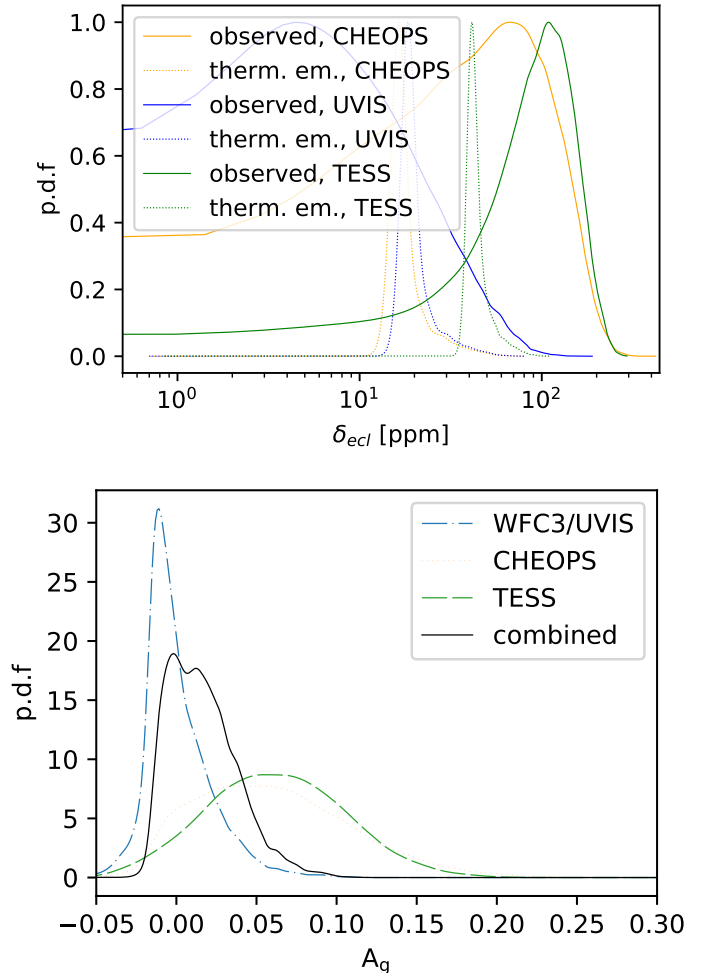 1.0
0.8
0.6
0.4
0.2
0.0
p.d.f
observed, CHEOPS
therm. em., CHEOPS
observed, UVIS
therm. em., UVIS
observed, TESS
therm. em., TESS
10⁰ 10¹ 10²
δ_ecl [ppm]
30
25
20
15
10
5
0
p.d.f
WFC3/UVIS
CHEOPS
TESS
combined
−0.05 0.00 0.05 0.10 0.15 0.20 0.25 0.30
A_g